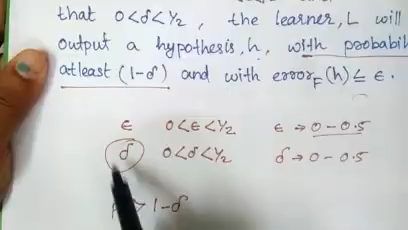 that 0<δ<1/2, the learner, L will
output a hypothesis, h, with probabil
atleast (1-δ) and with error_F(h) ≤ ε.
ε 0<ε<1/2 ε → 0-0.5
δ 0<δ<1/2 δ → 0-0.5
> 1-δ